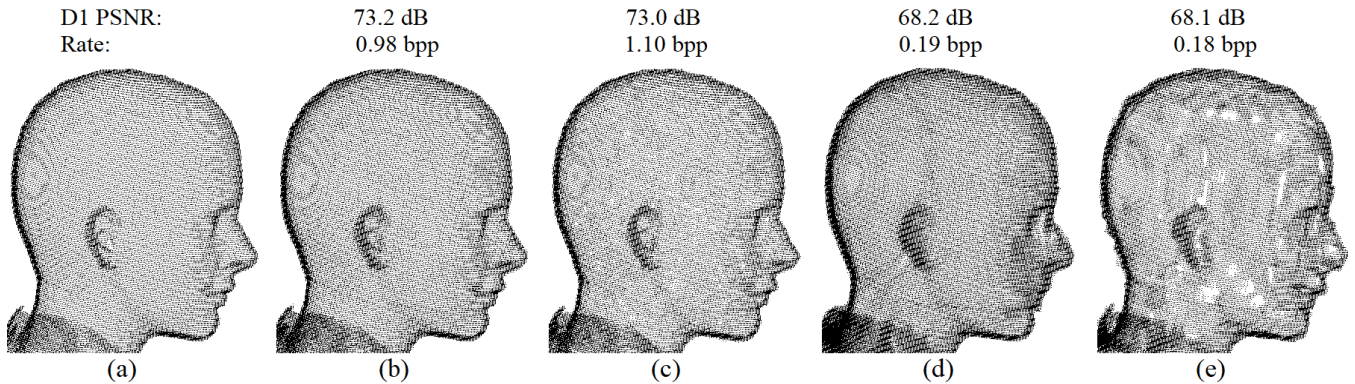 D1 PSNR: 73.2 dB 73.0 dB 68.2 dB 68.1 dB
Rate: 0.98 bpp 1.10 bpp 0.19 bpp 0.18 bpp
(a) (b) (c) (d) (e)